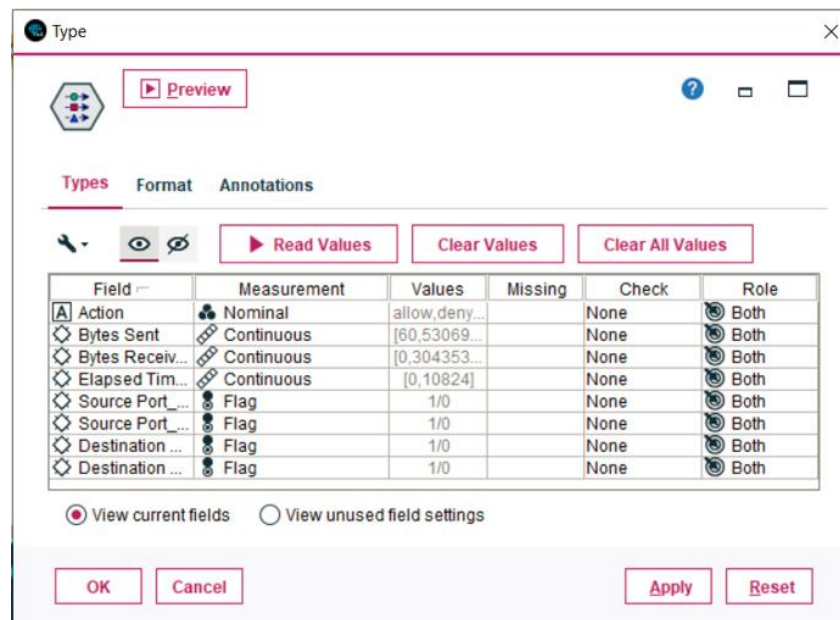 Type
Preview
?
Types Format Annotations
Read Values Clear Values Clear All Values
Field Measurement Values Missing Check Role
A Action Nominal allow,deny... None Both
Bytes Sent Continuous [60,53069... None Both
Bytes Receiv... Continuous [0,304353... None Both
Elapsed Tim... Continuous [0,10824] None Both
Source Port_... Flag 1/0 None Both
Source Port_... Flag 1/0 None Both
Destination ... Flag 1/0 None Both
Destination ... Flag 1/0 None Both
View current fields View unused field settings
OK Cancel Apply Reset